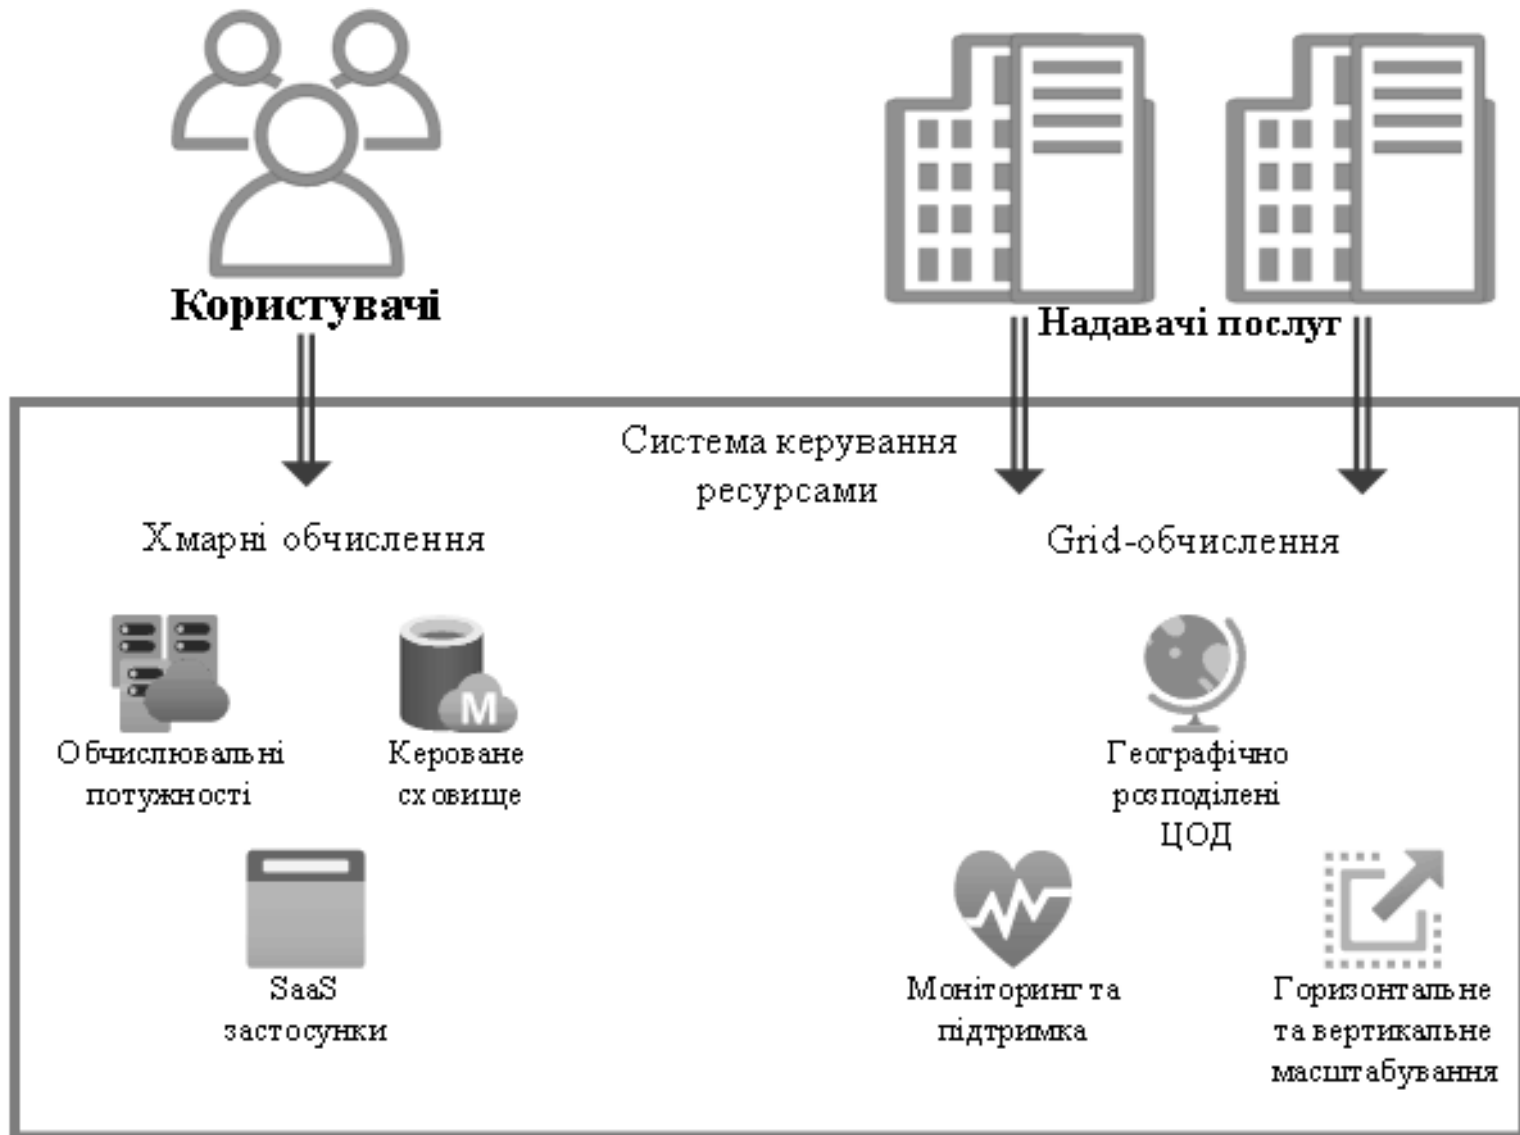 Користувачі
Надавачі послуг
Система керування
ресурсами
Хмарні обчислення
Grid-обчислення
Обчислювальні
потужності
Кероване
сховище
M
Географічно
розподілені
ЦОД
SaaS
застосунки
Моніторинг та
підтримка
Горизонтальне
та вертикальне
масштабування